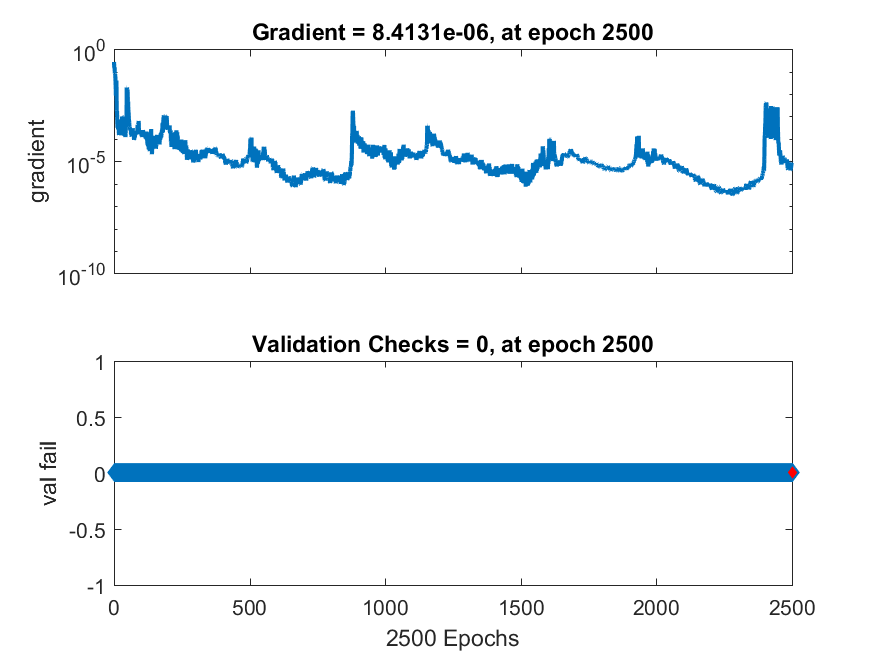 Gradient = 8.4131e-06, at epoch 2500
10^0
10^-5
10^-10
gradient
Validation Checks = 0, at epoch 2500
1
0.5
0
-0.5
-1
val fail
0 500 1000 1500 2000 2500
2500 Epochs